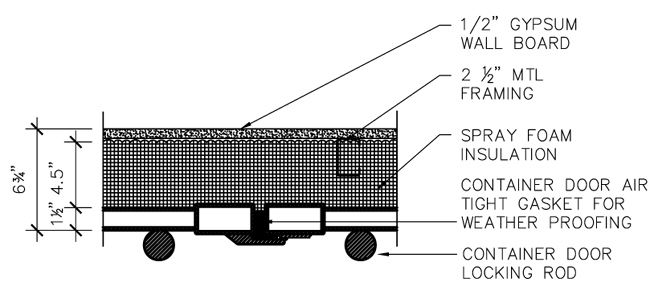 1/2" GYPSUM
WALL BOARD
2 ½" MTL
FRAMING
SPRAY FOAM
INSULATION
CONTAINER DOOR AIR
TIGHT GASKET FOR
WEATHER PROOFING
CONTAINER DOOR
LOCKING ROD
6¾"
1½" 4.5"